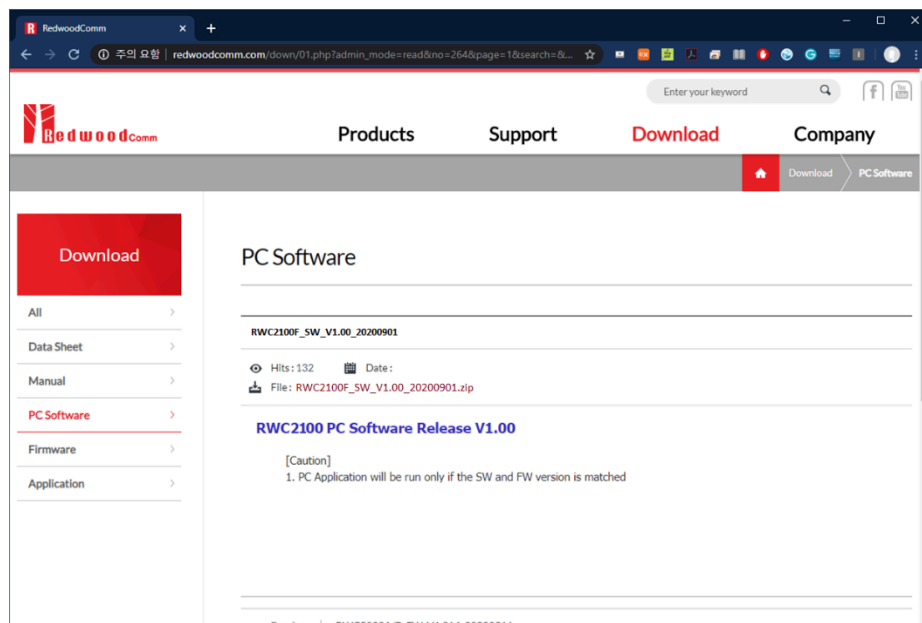 RedwoodComm
주의 요함 | redwoodcomm.com/down/01.php?admin_mode=read&no=264&page=1&search=&...
Enter your keyword
RedwoodComm
Products Support Download Company
Download PC Software
Download
PC Software
All
RWC2100F_SW_V1.00_20200901
Data Sheet
Hits: 132 Date:
Manual
File: RWC2100F_SW_V1.00_20200901.zip
PC Software
RWC2100 PC Software Release V1.00
Firmware
[Caution]
1. PC Application will be run only if the SW and FW version is matched
Application